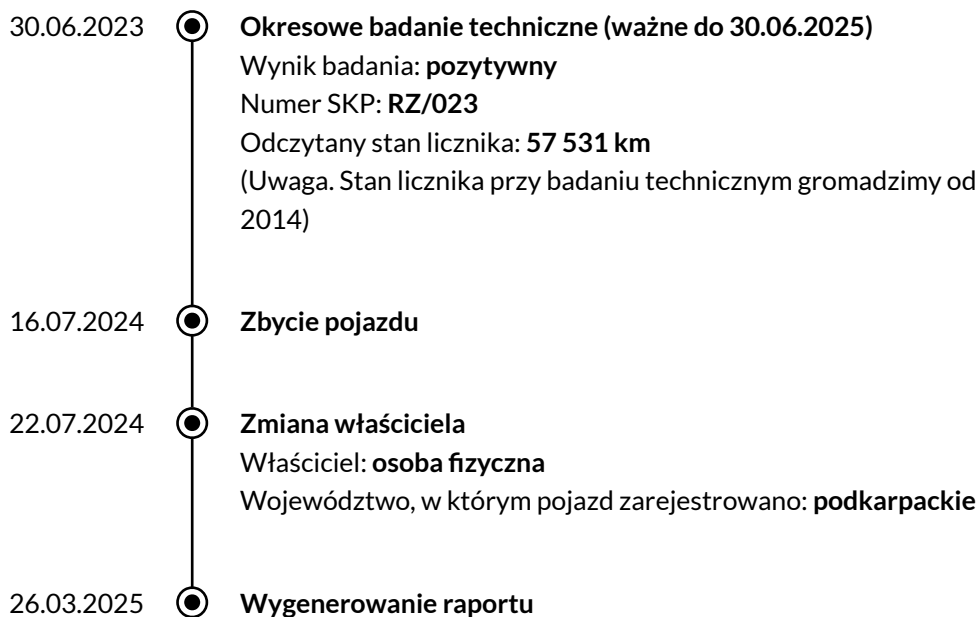 30.06.2023 Okresowe badanie techniczne (ważne do 30.06.2025)
Wynik badania: pozytywny
Numer SKP: RZ/023
Odczytany stan licznika: 57 531 km
(Uwaga. Stan licznika przy badaniu technicznym gromadzimy od
2014)
16.07.2024 Zbycie pojazdu
22.07.2024 Zmiana właściciela
Właściciel: osoba fizyczna
Województwo, w którym pojazd zarejestrowano: podkarpackie
26.03.2025 Wygenerowanie raportu